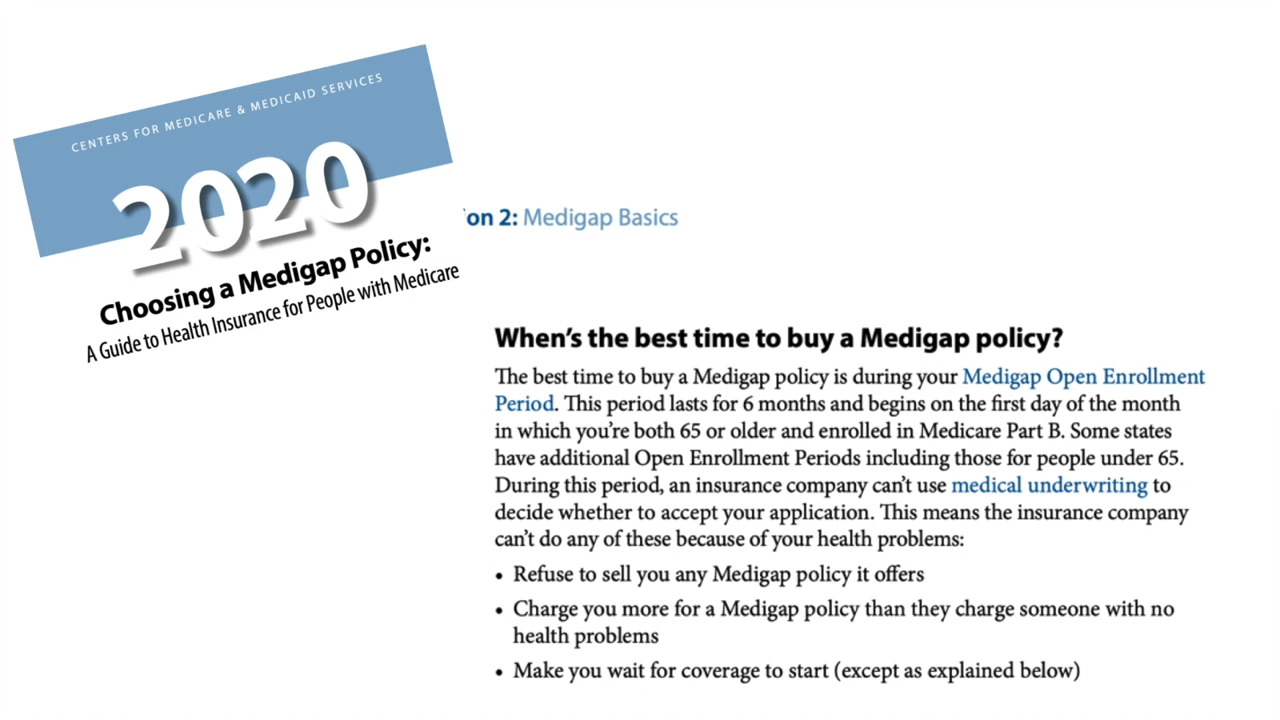 CENTERS FOR MEDICARE & MEDICAID SERVICES
2020
Choosing a Medigap Policy:
A Guide to Health Insurance for People with Medicare
on 2: Medigap Basics
When's the best time to buy a Medigap policy?
The best time to buy a Medigap policy is during your Medigap Open Enrollment
Period. This period lasts for 6 months and begins on the first day of the month
in which you're both 65 or older and enrolled in Medicare Part B. Some states
have additional Open Enrollment Periods including those for people under 65.
During this period, an insurance company can't use medical underwriting to
decide whether to accept your application. This means the insurance company
can't do any of these because of your health problems:
• Refuse to sell you any Medigap policy it offers
• Charge you more for a Medigap policy than they charge someone with no
health problems
• Make you wait for coverage to start (except as explained below)